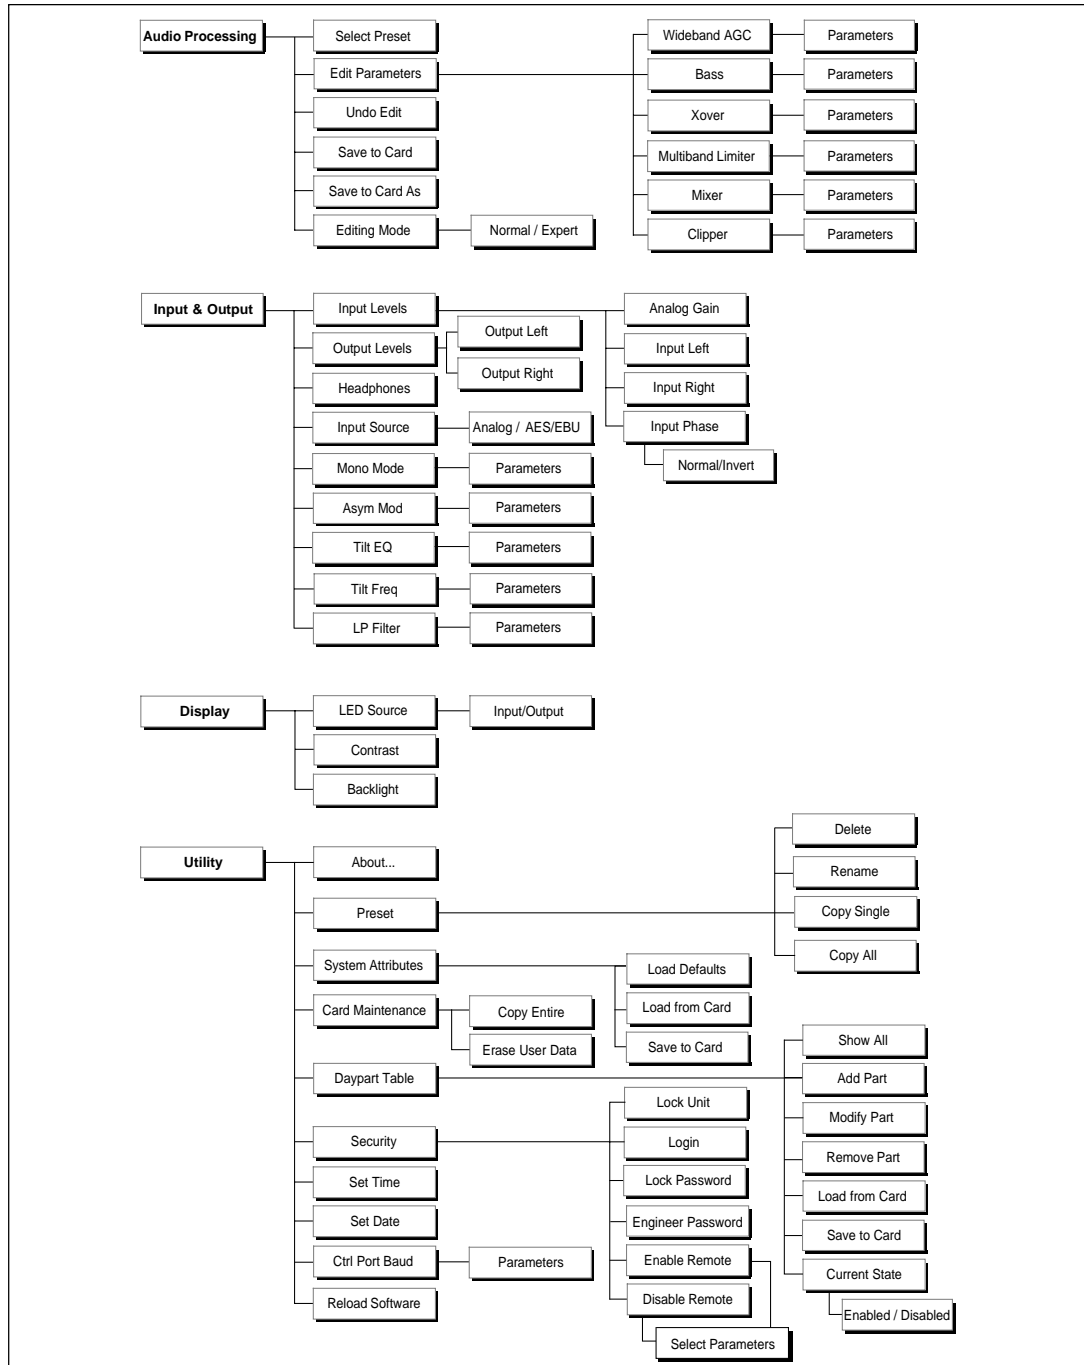 Audio Processing
Select Preset
Edit Parameters
Undo Edit
Save to Card
Save to Card As
Editing Mode
Normal / Expert
Wideband AGC
Parameters
Bass
Parameters
Xover
Parameters
Multiband Limiter
Parameters
Mixer
Parameters
Clipper
Parameters
Input & Output
Input Levels
Output Levels
Output Left
Output Right
Headphones
Input Source
Analog / AES/EBU
Mono Mode
Parameters
Asym Mod
Parameters
Tilt EQ
Parameters
Tilt Freq
Parameters
LP Filter
Parameters
Analog Gain
Input Left
Input Right
Input Phase
Normal/Invert
Display
LED Source
Input/Output
Contrast
Backlight
Utility
About...
Preset
Delete
Rename
Copy Single
Copy All
System Attributes
Load Defaults
Load from Card
Save to Card
Card Maintenance
Copy Entire
Erase User Data
Daypart Table
Show All
Add Part
Modify Part
Remove Part
Load from Card
Save to Card
Current State
Enabled / Disabled
Security
Lock Unit
Login
Lock Password
Engineer Password
Enable Remote
Disable Remote
Select Parameters
Set Time
Set Date
Ctrl Port Baud
Parameters
Reload Software